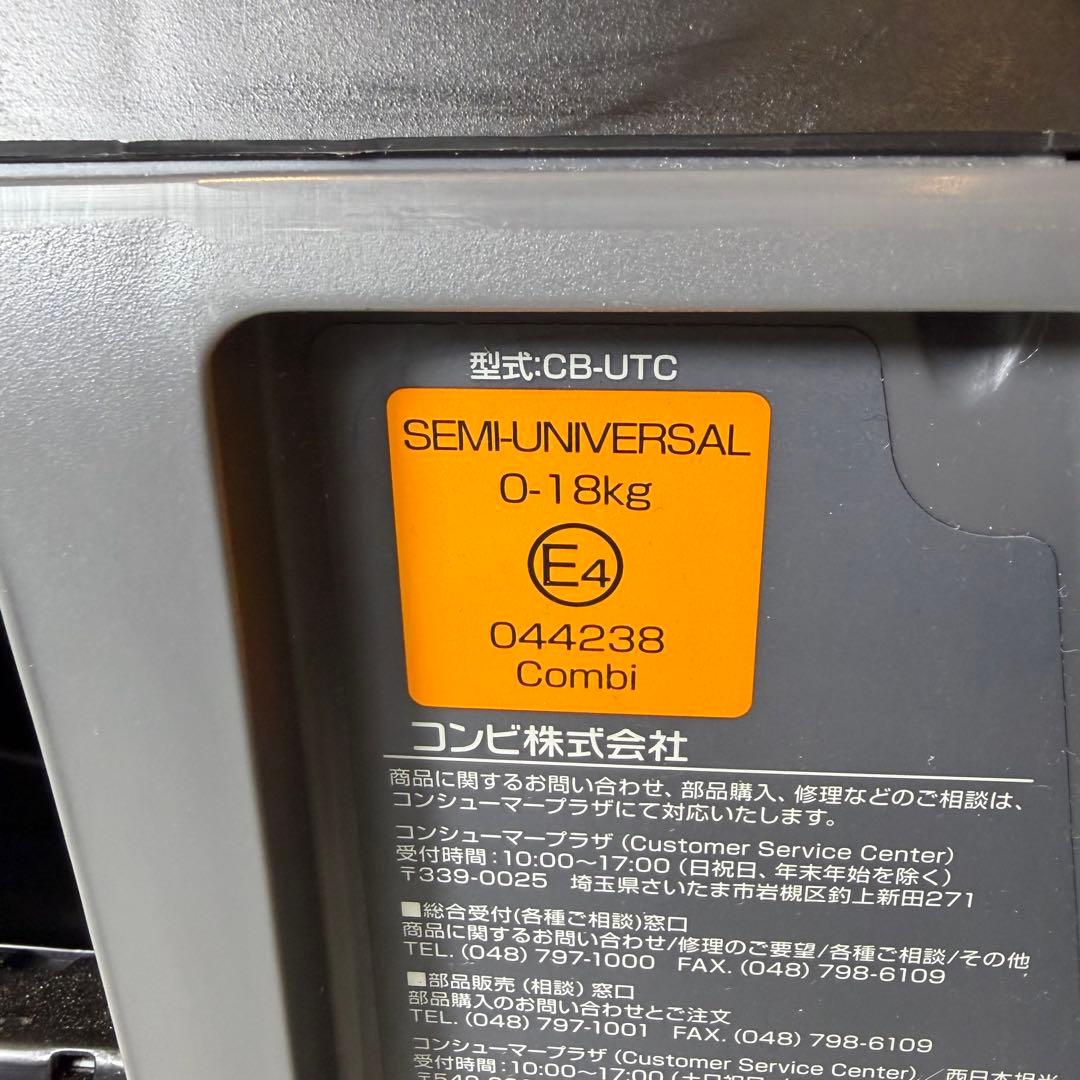 型式:CB-UTC
SEMI-UNIVERSAL
0-18kg
E4
044238
Combi
コンビ株式会社
商品に関するお問い合わせ、部品購入、修理などのご相談は、
コンシューマープラザにて対応いたします。
コンシューマープラザ (Customer Service Center)
受付時間:10:00〜17:00 (日祝日、年末年始を除く)
〒339-0025 埼玉県さいたま市岩槻区釣上新田271
■総合受付(各種ご相談)窓口
商品に関するお問い合わせ/修理のご要望/各種ご相談/その他
TEL. (048) 797-1000 FAX. (048) 798-6109
■部品販売 (相談) 窓口
部品購入のお問い合わせとご注文
TEL. (048) 797-1001 FAX. (048) 798-6109
コンシューマープラザ (Customer Service Center)／西日本担当
受付時間:10:00〜17:00